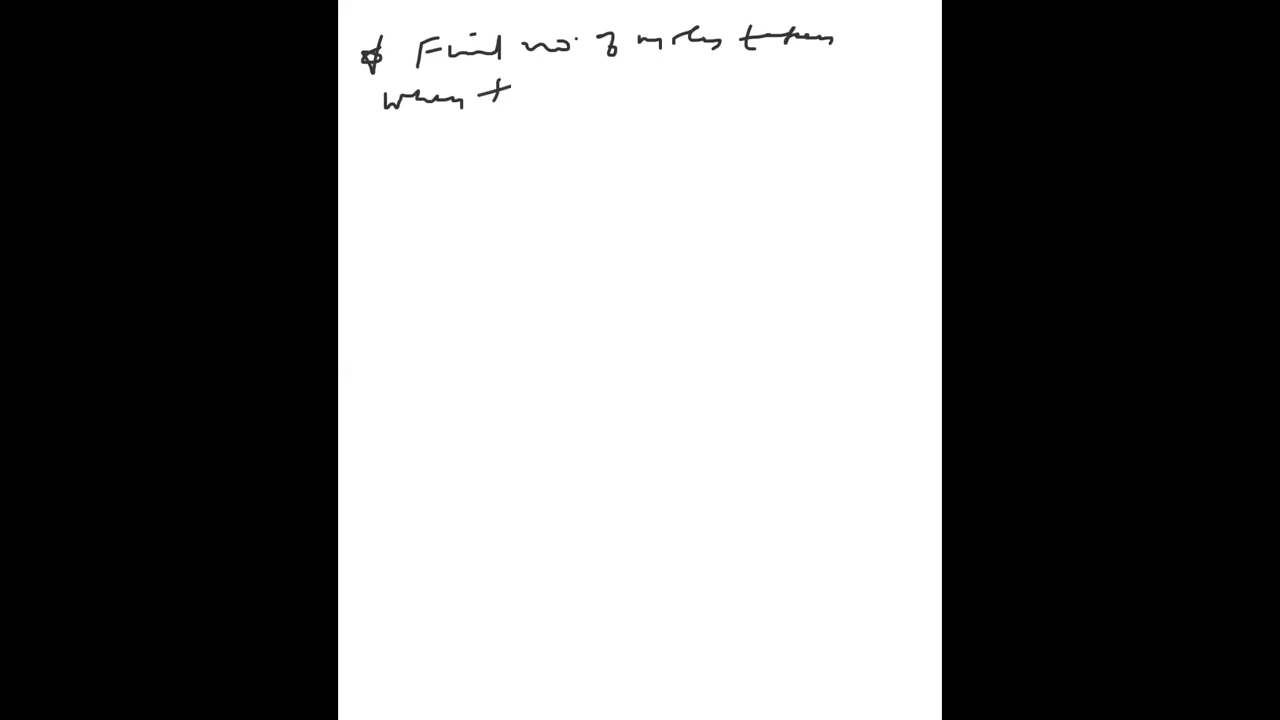 ☆ Find no. of moles taken
when t